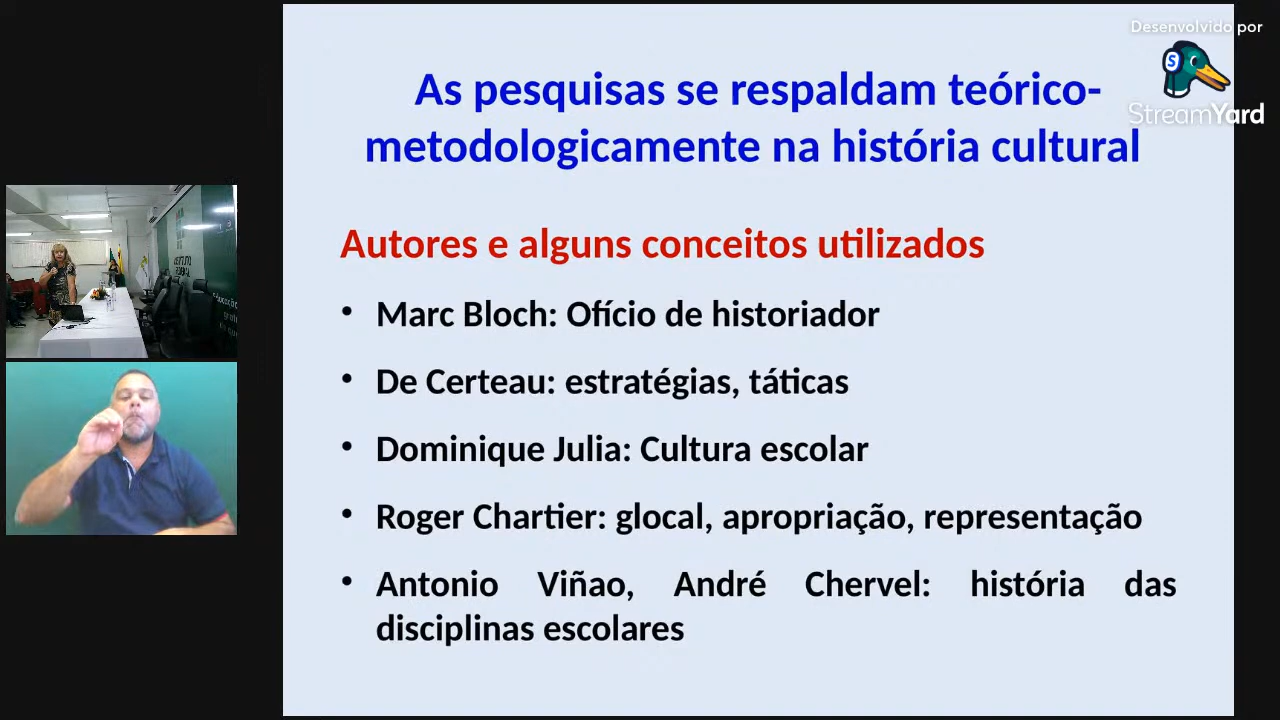 Desenvolvido por
StreamYard
As pesquisas se respaldam teórico-
metodologicamente na história cultural
Autores e alguns conceitos utilizados
• Marc Bloch: Ofício de historiador
• De Certeau: estratégias, táticas
• Dominique Julia: Cultura escolar
• Roger Chartier: glocal, apropriação, representação
• Antonio Viñao, André Chervel: história das
disciplinas escolares